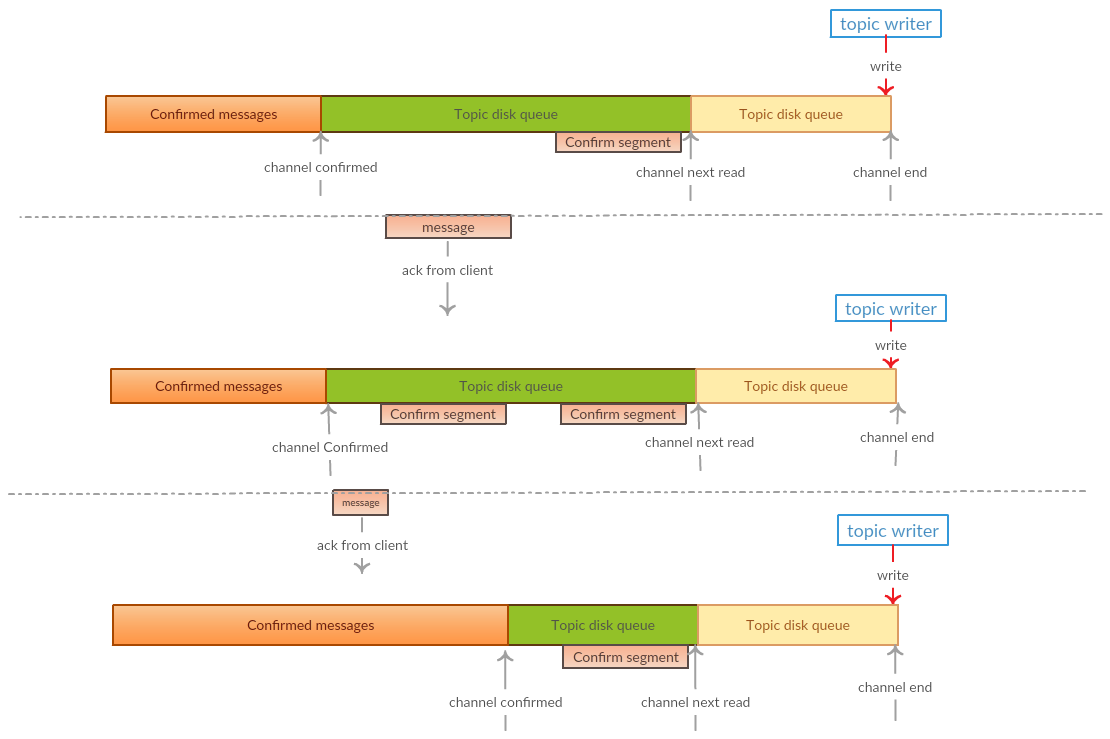 topic writer
write
Confirmed messages
Topic disk queue
Topic disk queue
Confirm segment
channel confirmed
channel next read
channel end
message
ack from client
topic writer
write
Confirmed messages
Topic disk queue
Topic disk queue
Confirm segment
Confirm segment
channel Confirmed
channel next read
channel end
message
ack from client
topic writer
write
Confirmed messages
Topic disk queue
Topic disk queue
Confirm segment
channel confirmed
channel next read
channel end